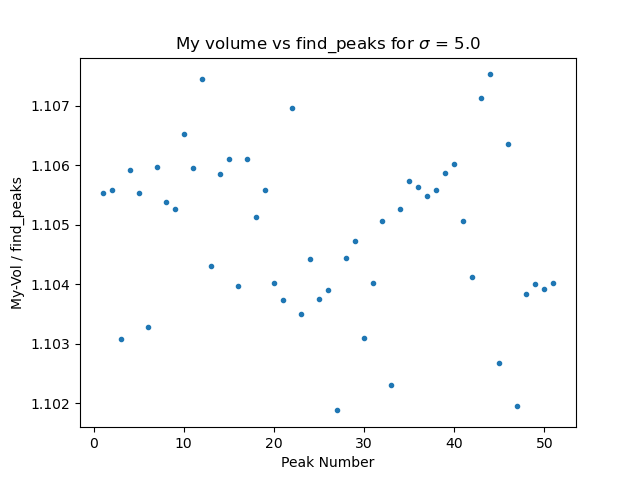 My volume vs find_peaks for σ = 5.0
1.107
1.106
1.105
1.104
1.103
1.102
My-Vol / find_peaks
0 10 20 30 40 50
Peak Number